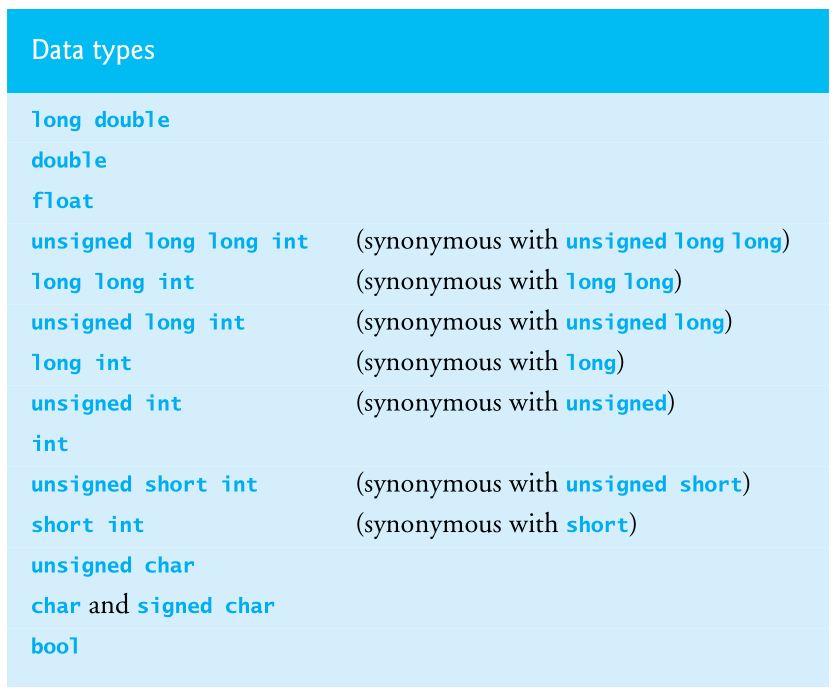 Data types
long double
double
float
unsigned long long int (synonymous with unsigned long long)
long long int (synonymous with long long)
unsigned long int (synonymous with unsigned long)
long int (synonymous with long)
unsigned int (synonymous with unsigned)
int
unsigned short int (synonymous with unsigned short)
short int (synonymous with short)
unsigned char
char and signed char
bool